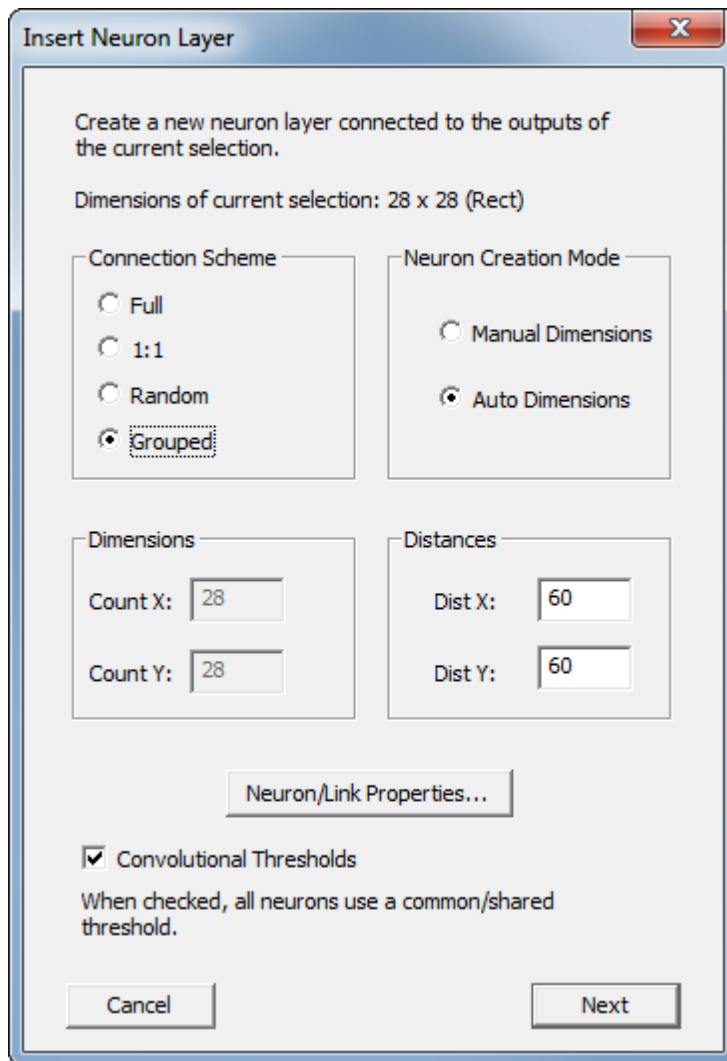 Insert Neuron Layer
Create a new neuron layer connected to the outputs of
the current selection.
Dimensions of current selection: 28 x 28 (Rect)
Connection Scheme
Full
1:1
Random
Grouped
Neuron Creation Mode
Manual Dimensions
Auto Dimensions
Dimensions
Count X: 28
Count Y: 28
Distances
Dist X: 60
Dist Y: 60
Neuron/Link Properties...
Convolutional Thresholds
When checked, all neurons use a common/shared
threshold.
Cancel
Next